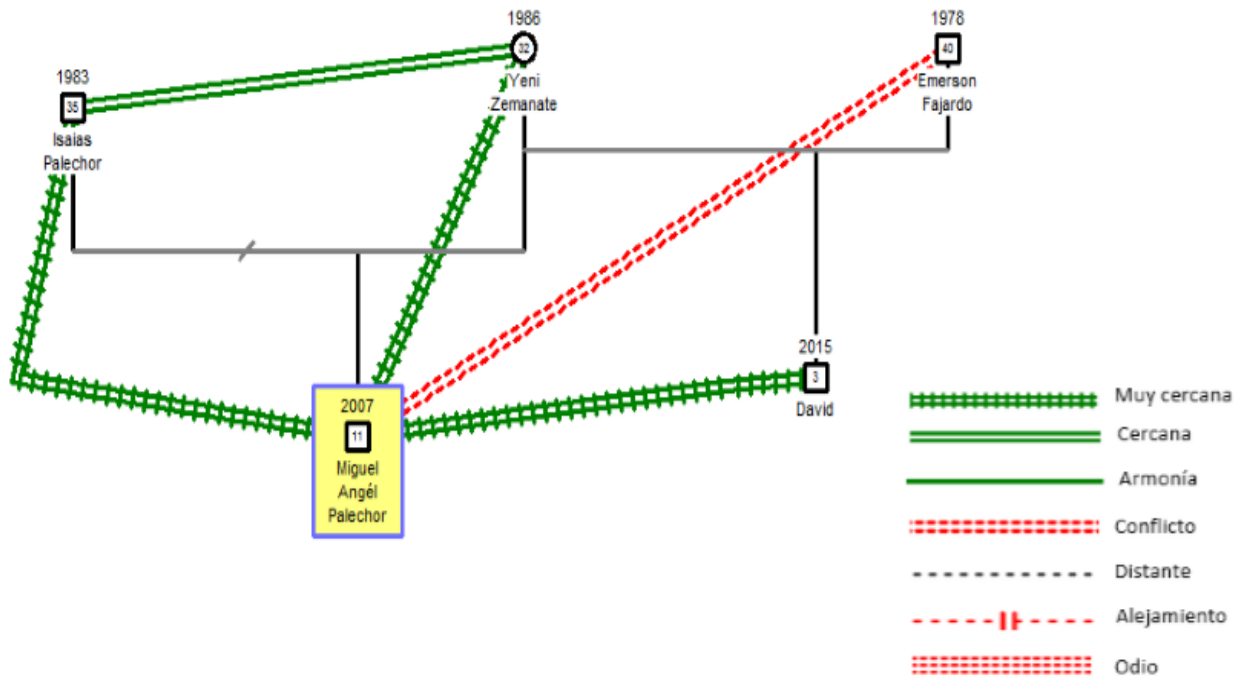 1986
32
Yeni
Zemanate
1978
40
Emerson
Fajardo
1983
35
Isaias
Palechor
2015
3
David
2007
11
Miguel
Angél
Palechor
Muy cercana
Cercana
Armonía
Conflicto
Distante
Alejamiento
Odio